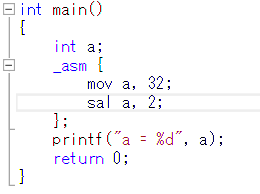 int main()
{
    int a;
    _asm {
        mov a, 32;
        sal a, 2;
    };
    printf("a = %d", a);
    return 0;
}